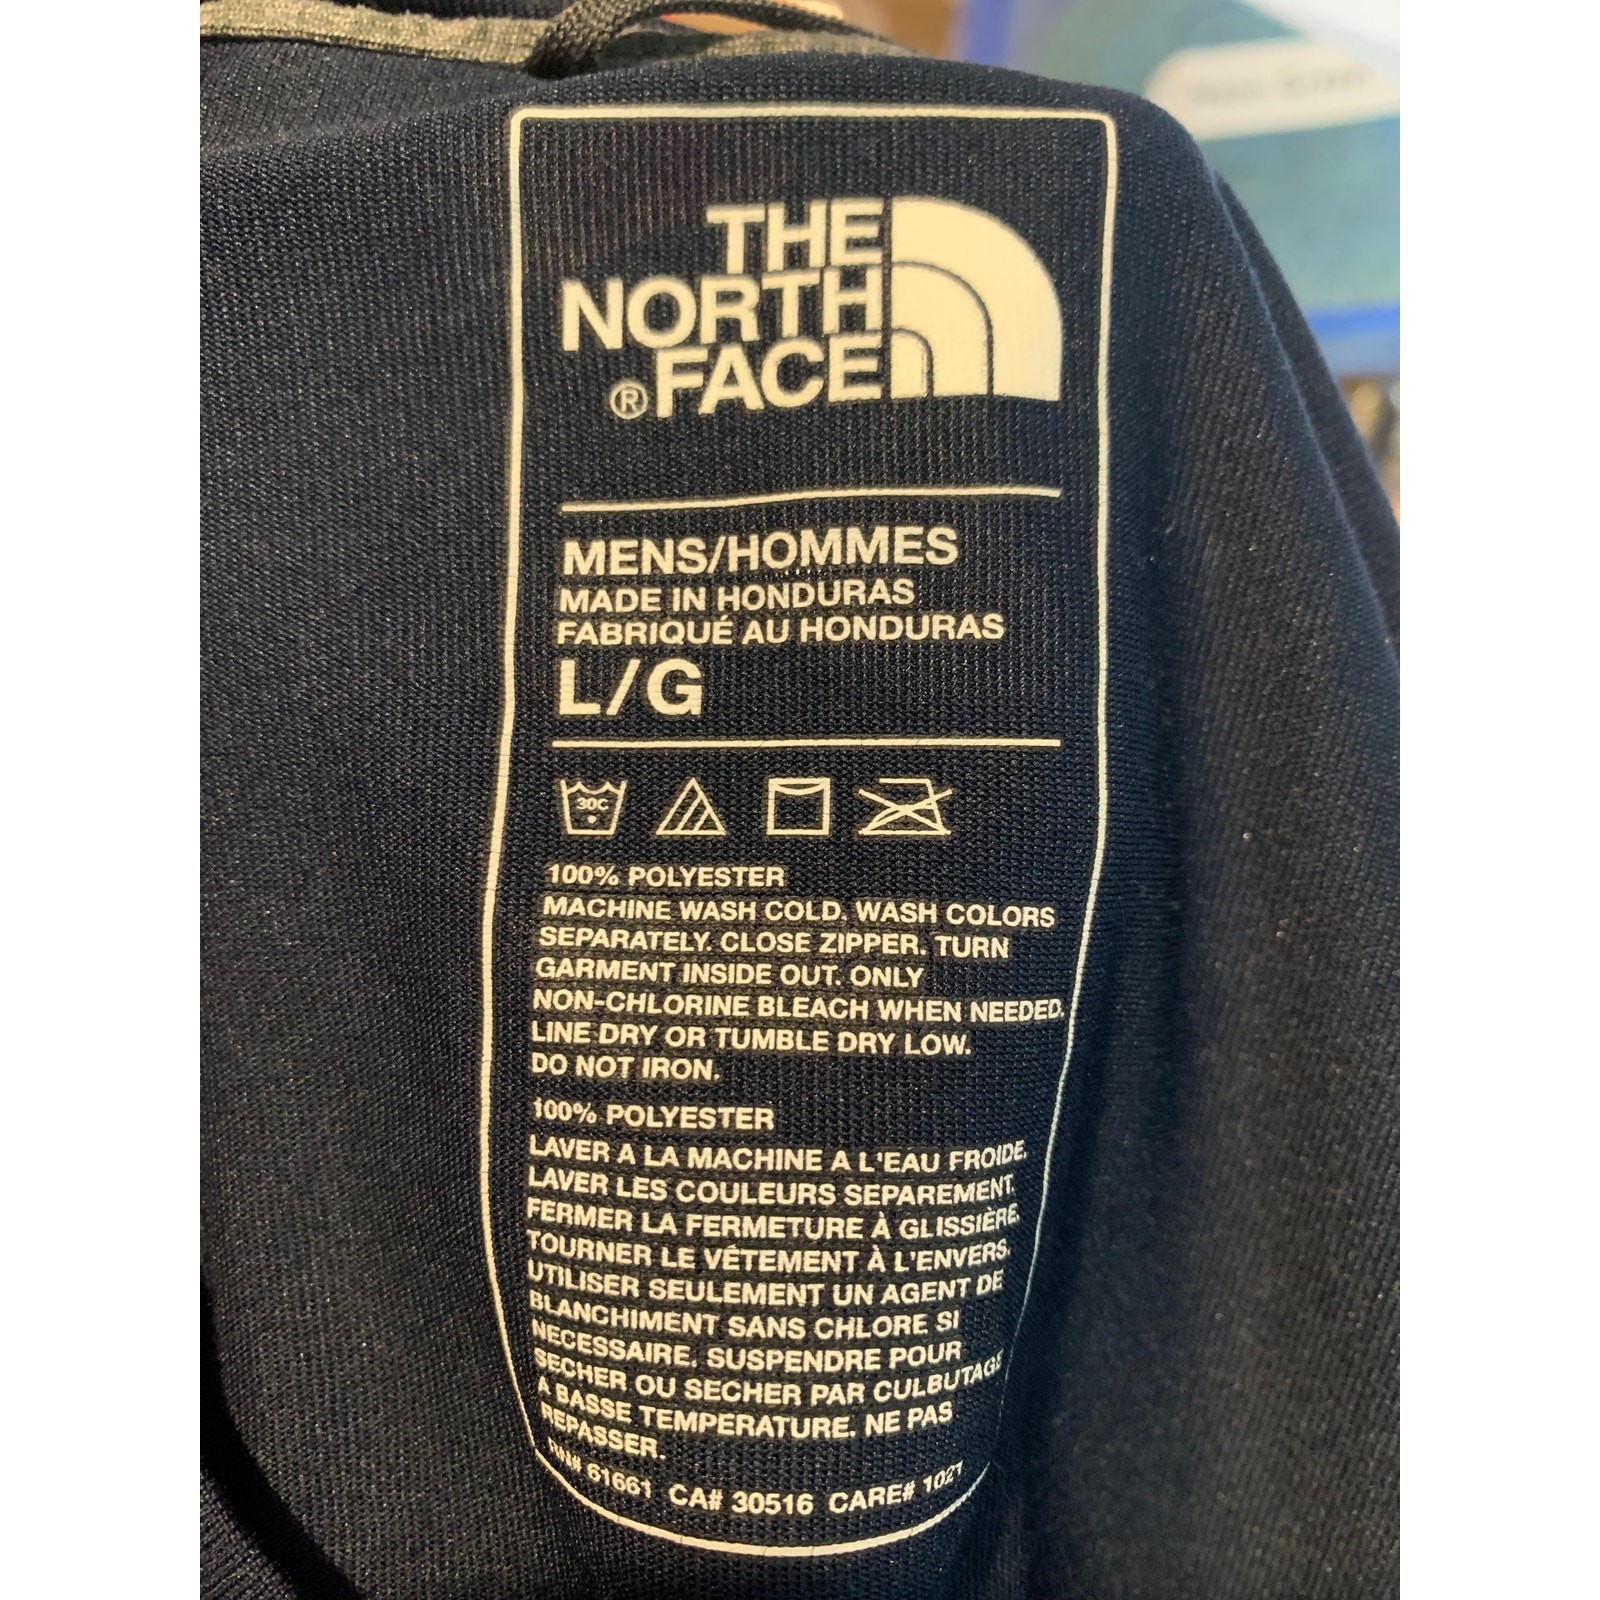 THE
NORTH
®FACE
MENS/HOMMES
MADE IN HONDURAS
FABRIQUÉ AU HONDURAS
L/G
30C
100% POLYESTER
MACHINE WASH COLD. WASH COLORS
SEPARATELY. CLOSE ZIPPER. TURN
GARMENT INSIDE OUT. ONLY
NON-CHLORINE BLEACH WHEN NEEDED.
LINE DRY OR TUMBLE DRY LOW.
DO NOT IRON.
100% POLYESTER
LAVER A LA MACHINE A L'EAU FROIDE.
LAVER LES COULEURS SEPAREMENT.
FERMER LA FERMETURE À GLISSIÈRE.
TOURNER LE VÊTEMENT À L'ENVERS.
UTILISER SEULEMENT UN AGENT DE
BLANCHIMENT SANS CHLORE SI
NECESSAIRE. SUSPENDRE POUR
SECHER OU SECHER PAR CULBUTAGE
A BASSE TEMPERATURE. NE PAS
REPASSER.
RN# 61661 CA# 30516 CARE#